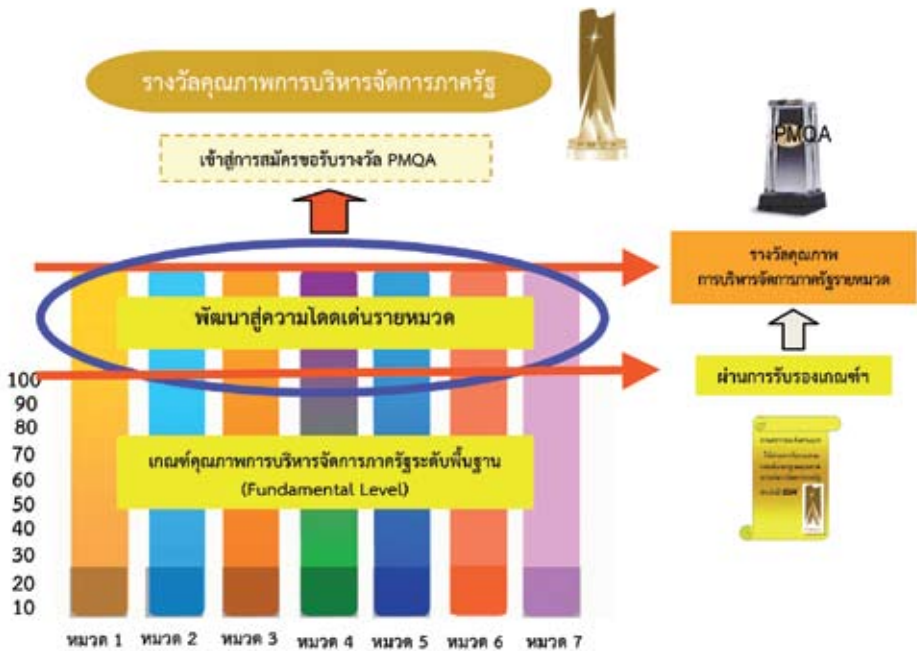 รางวัลคุณภาพการบริหารจัดการภาครัฐ
เข้าสู่การสมัครขอรับรางวัล PMQA
PMQA
รางวัลคุณภาพ
การบริหารจัดการภาครัฐรายหมวด
พัฒนาสู่ความโดดเด่นรายหมวด
ผ่านการรับรองเกณฑ์ฯ
เกณฑ์คุณภาพการบริหารจัดการภาครัฐระดับพื้นฐาน
(Fundamental Level)
100
90
80
70
60
50
40
30
20
10
หมวด 1
หมวด 2
หมวด 3
หมวด 4
หมวด 5
หมวด 6
หมวด 7